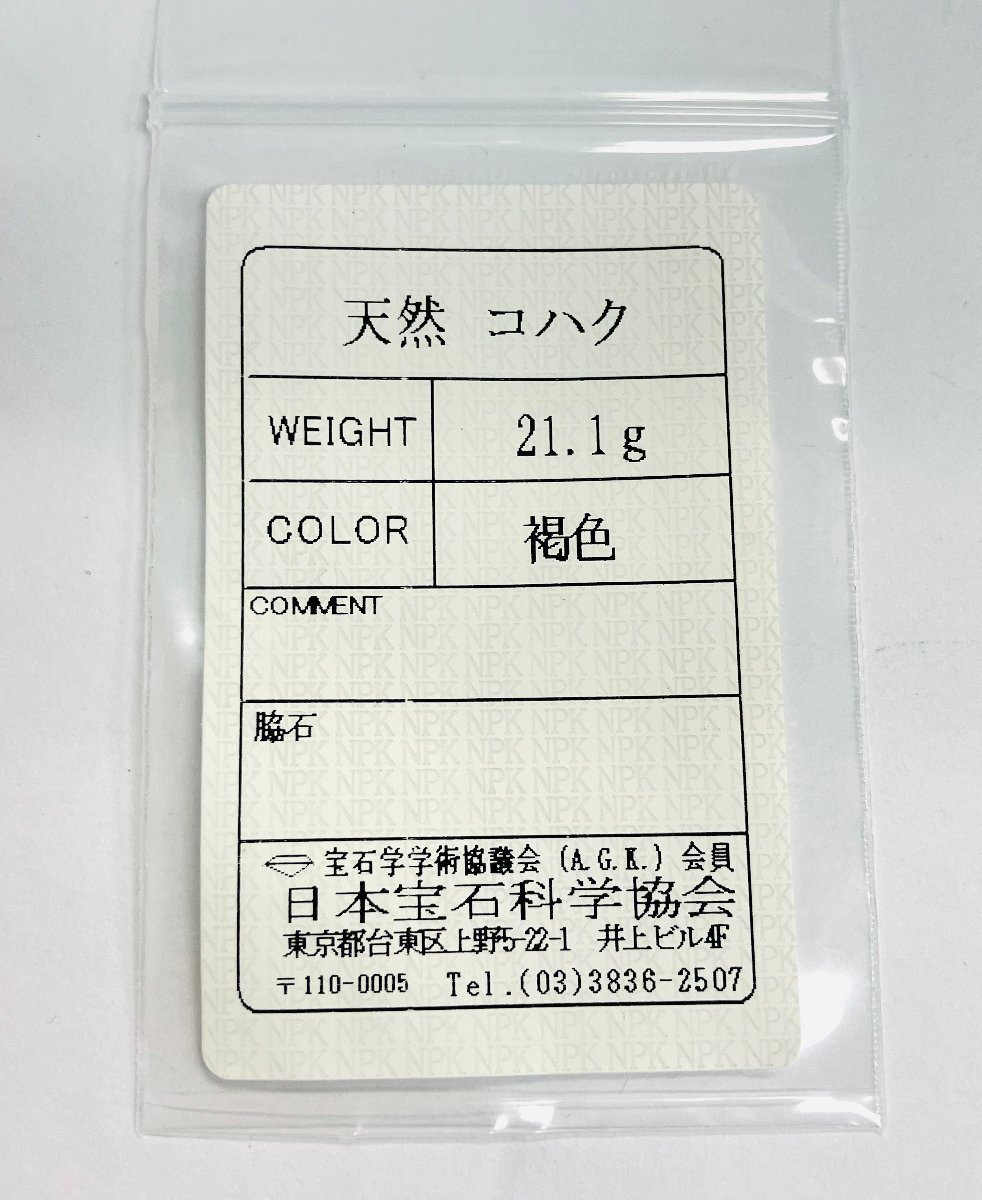 天然 コハク
WEIGHT 21.1g
COLOR 褐色
COMMENT
脇石
宝石学学術協議会 (A.G.K.) 会員
日本宝石科学協会
東京都台東区上野5-22-1 井上ビル4F
〒110-0005 Tel.(03)3836-2507